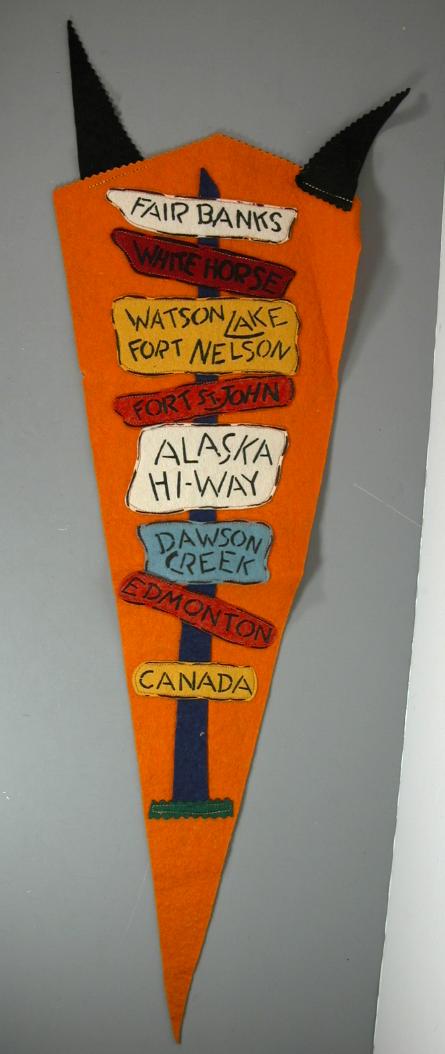 FAIR BANKS
WHITE HORSE
WATSON LAKE
FORT NELSON
FORT ST. JOHN
ALASKA
HI-WAY
DAWSON
CREEK
EDMONTON
CANADA